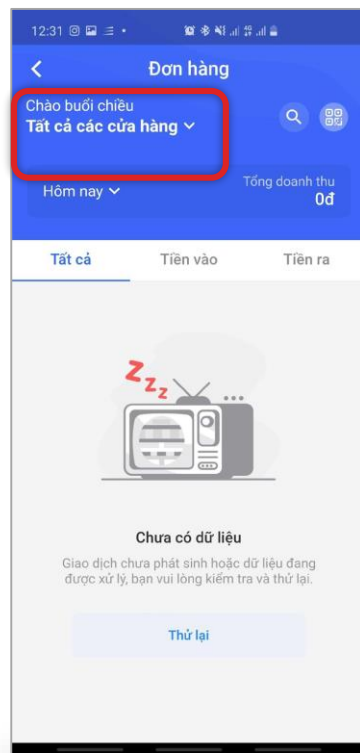 12:31
Đơn hàng
Chào buổi chiều
Tất cả các cửa hàng
Hôm nay
Tổng doanh thu
0đ
Tất cả
Tiền vào
Tiền ra
Z z z
Chưa có dữ liệu
Giao dịch chưa phát sinh hoặc dữ liệu đang
được xử lý, bạn vui lòng kiểm tra và thử lại.
Thử lại